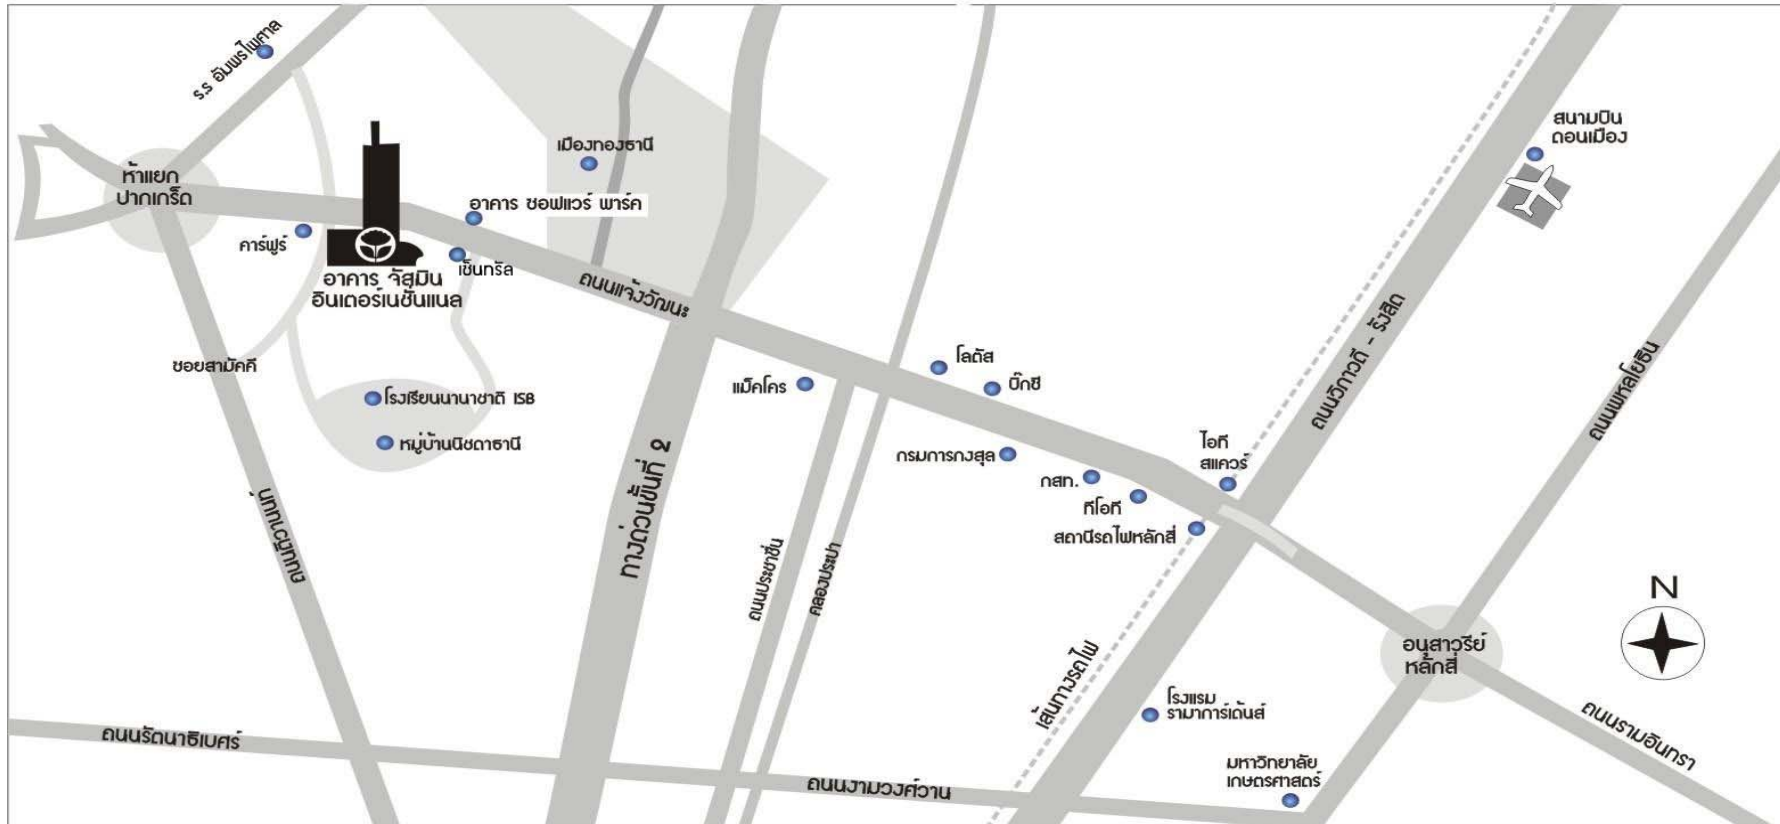 ร.ร อัมพรไพศาล
ห้าแยก
ปากเกร็ด
คาร์ฟูร์
อาคาร จัสมิน
อินเตอร์เนชั่นแนล
เมืองทองธานี
อาคาร ซอฟแวร์ พาร์ค
เซ็นทรัล
ถนนแจ้งวัฒนะ
ซอยสามัคคี
โรงเรียนนานาชาติ ISB
หมู่บ้านนิชดาธานี
ถนนติวานนท์
ทางด่วนขั้นที่ 2
แม็คโคร
ถนนประชาชื่น
คลองประปา
โลตัส
บิ๊กซี
กรมการกงสุล
กสท.
ทีโอที
สถานีรถไฟหลักสี่
ไอที
สแควร์
สนามบิน
ดอนเมือง
ถนนวิภาวดี - รังสิต
ถนนพหลโยธิน
N
อนุสาวรีย์
หลักสี่
เส้นทางรถไฟ
โรงแรม
รามาการ์เด้นส์
ถนนรามอินทรา
มหาวิทยาลัย
เกษตรศาสตร์
ถนนรัตนาธิเบศร์
ถนนงามวงศ์วาน